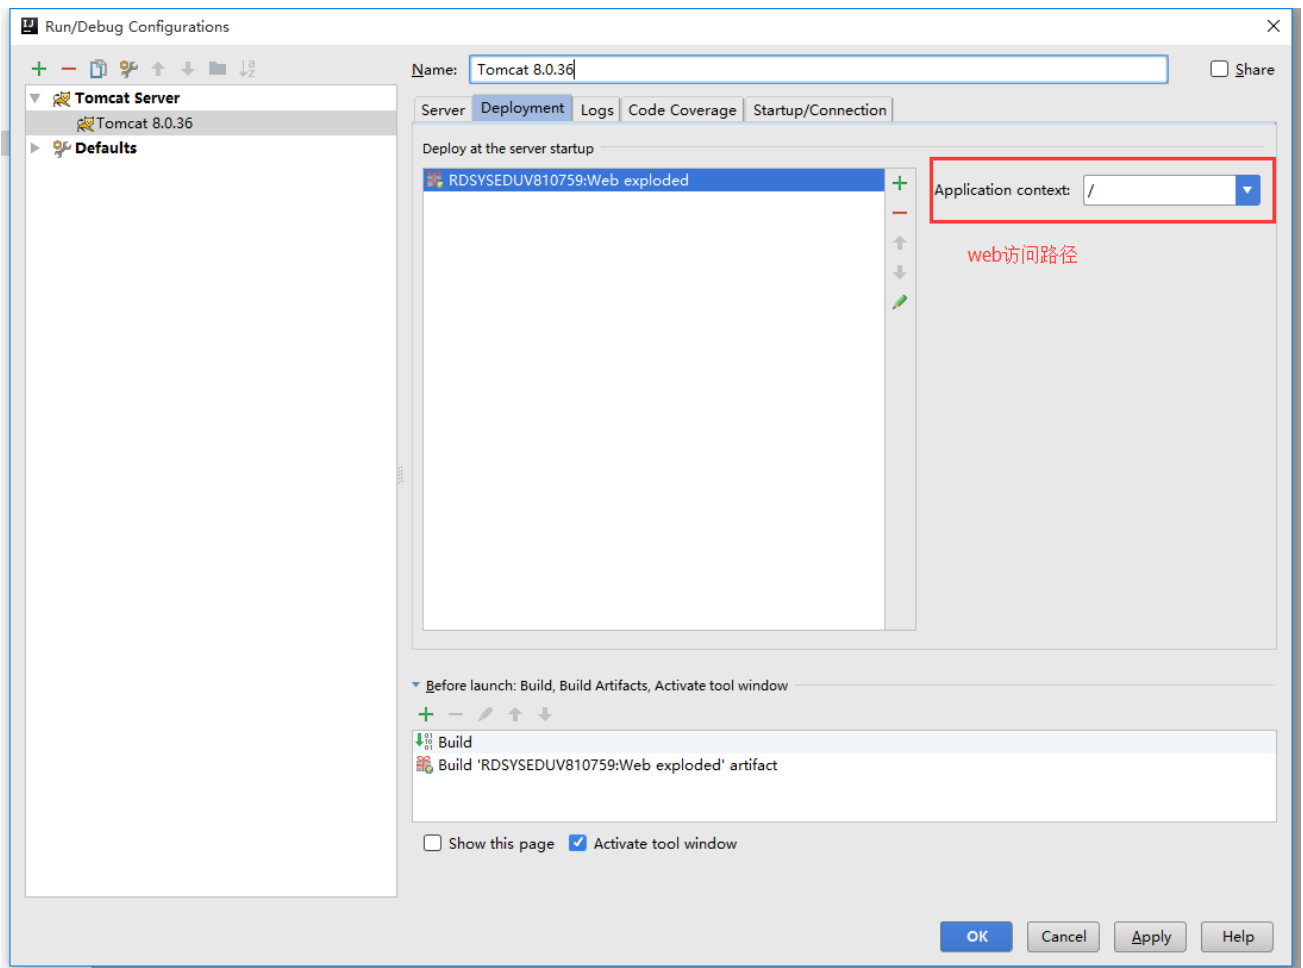 Run/Debug Configurations
Name: Tomcat 8.0.36
Share
Tomcat Server
Tomcat 8.0.36
Defaults
Server Deployment Logs Code Coverage Startup/Connection
Deploy at the server startup
RDSYSEDUV810759:Web exploded
Application context: /
web访问路径
Before launch: Build, Build Artifacts, Activate tool window
Build
Build 'RDSYSEDUV810759:Web exploded' artifact
Show this page Activate tool window
OK Cancel Apply Help